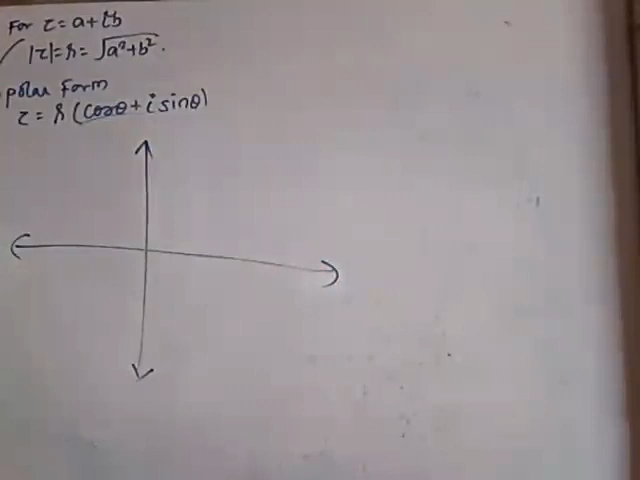 For z = a + ib
|z| = r = √a²+b².
polar Form
z = r (cosθ + i sinθ)